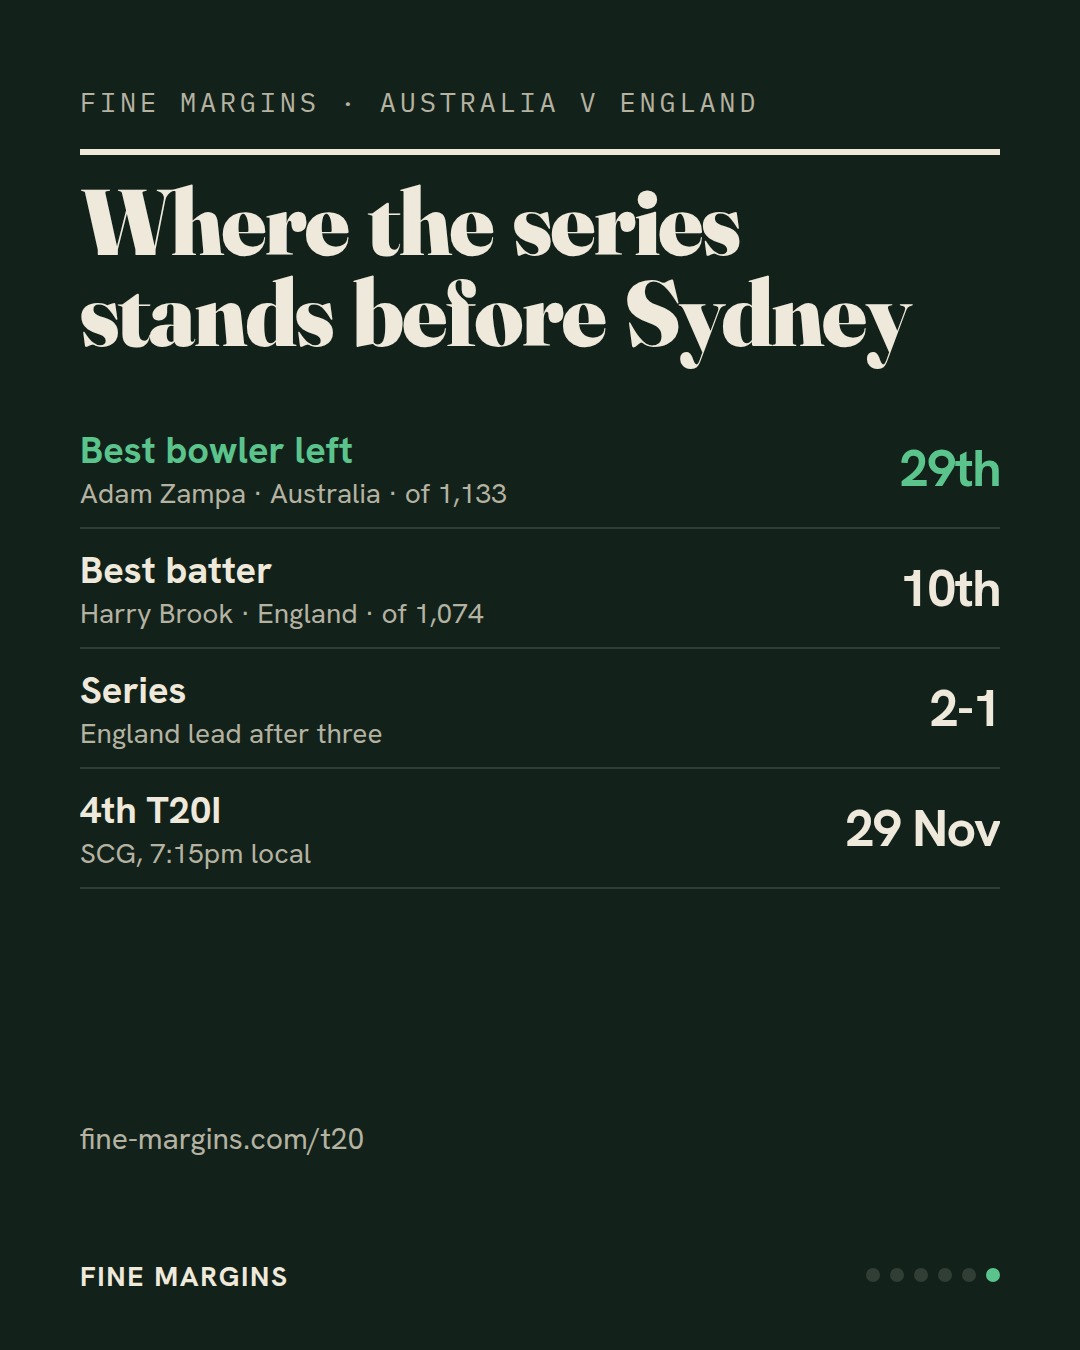 FINE MARGINS · AUSTRALIA V ENGLAND
Where the series
stands before Sydney
Best bowler left
Adam Zampa · Australia · of 1,133
29th
Best batter
Harry Brook · England · of 1,074
10th
Series
England lead after three
2-1
4th T20I
SCG, 7:15pm local
29 Nov
fine-margins.com/t20
FINE MARGINS